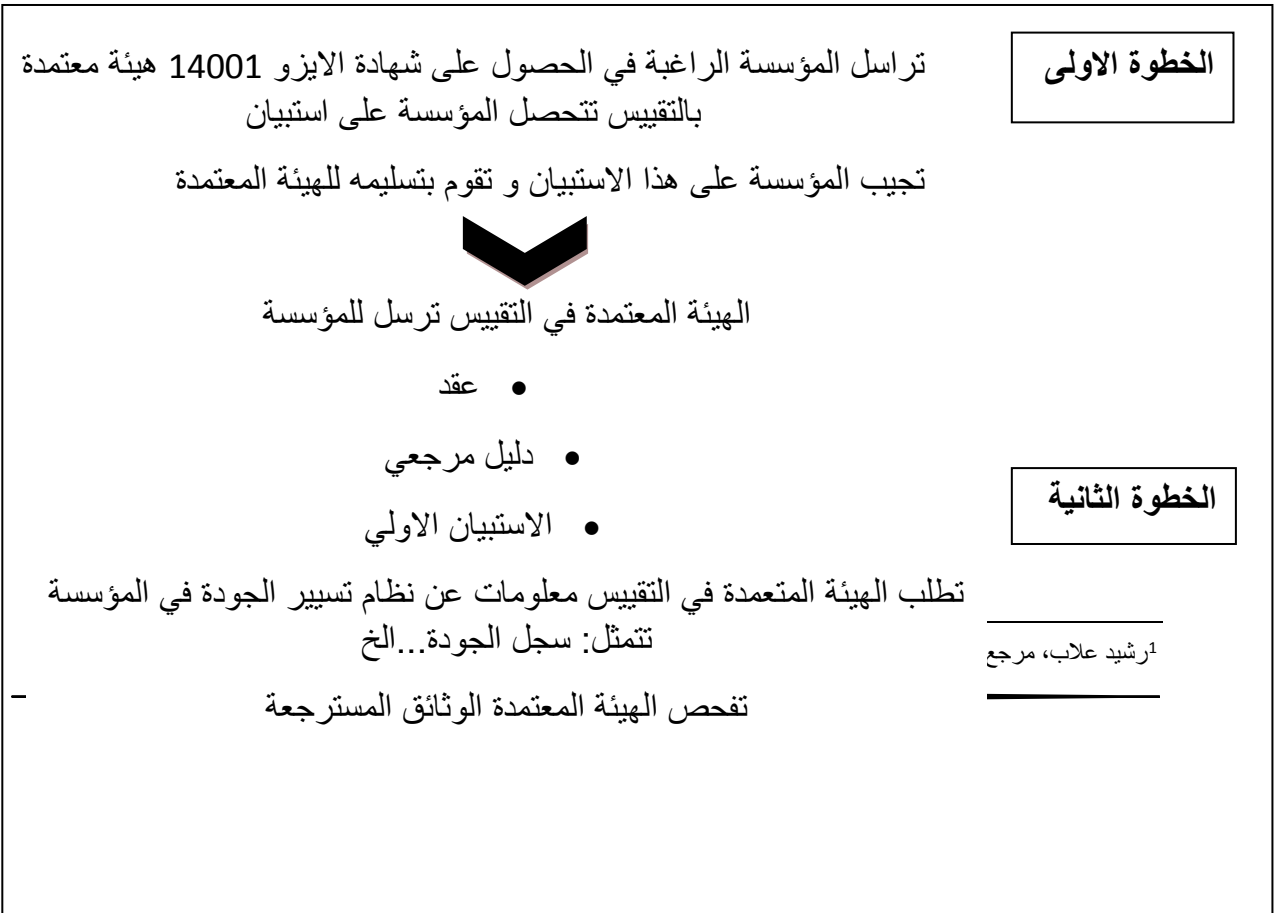 الخطوة الاولى
تراسل المؤسسة الراغبة في الحصول على شهادة الايزو 14001 هيئة معتمدة
بالتقييس تتحصل المؤسسة على استبيان
تجيب المؤسسة على هذا الاستبيان و تقوم بتسليمه للهيئة المعتمدة
الهيئة المعتمدة في التقييس ترسل للمؤسسة
• عقد
• دليل مرجعي
الخطوة الثانية
• الاستبيان الاولي
تطلب الهيئة المتعمدة في التقييس معلومات عن نظام تسيير الجودة في المؤسسة
تتمثل: سجل الجودة...الخ
تفحص الهيئة المعتمدة الوثائق المسترجعة
1رشيد علاب، مرجع